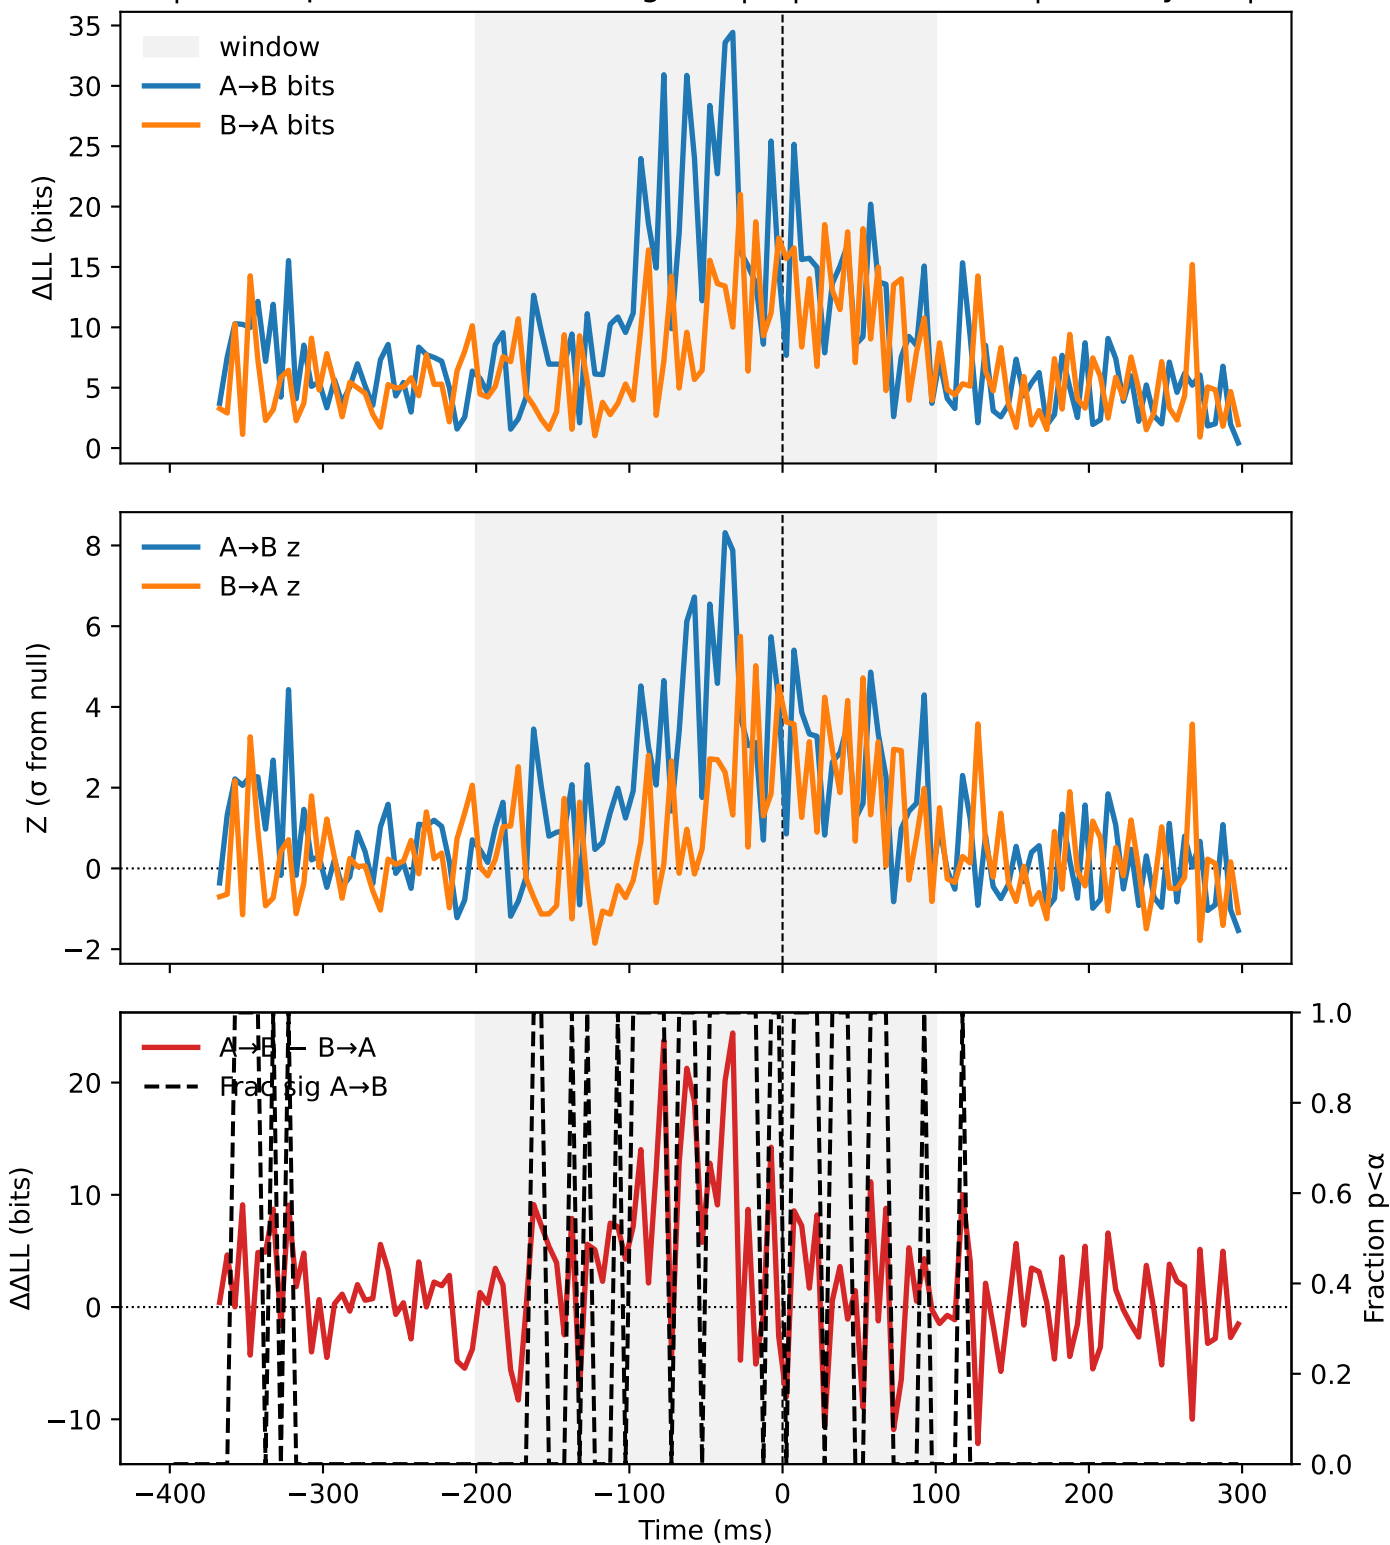 35
30
25
20
15
10
5
0
ΔLL (bits)
window
A→B bits
B→A bits
8
6
4
2
0
−2
Z (σ from null)
A→B z
B→A z
20
10
0
−10
ΔΔLL (bits)
A→B − B→A
Frac sig A→B
1.0
0.8
0.6
0.4
0.2
0.0
Fraction p<α
−400 −300 −200 −100 0 100 200 300
Time (ms)